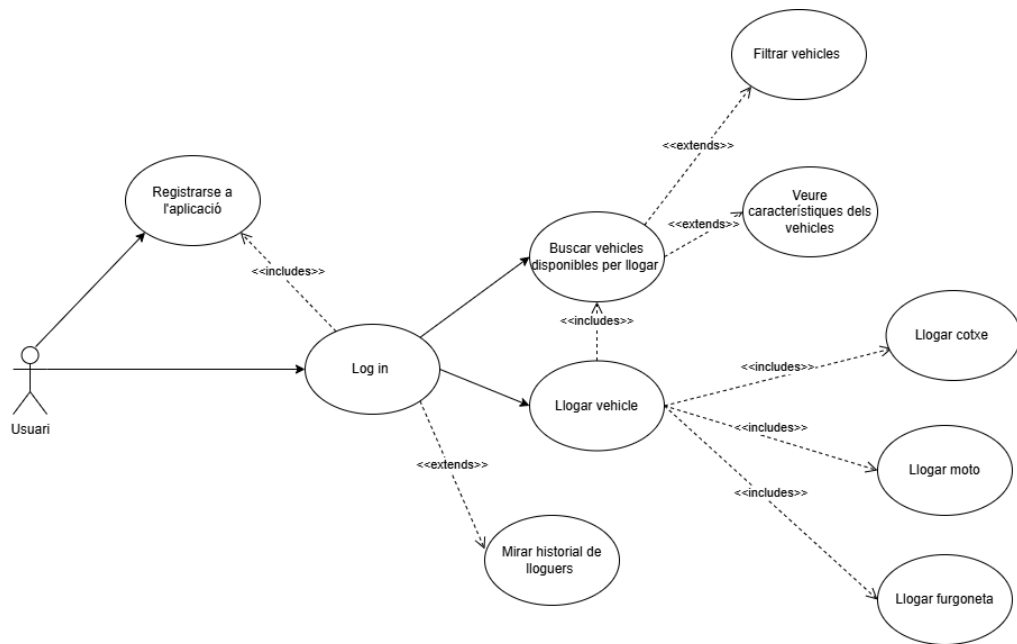 Filtrar vehicles
<<extends>>
Registrarse a
l'aplicació
Veure
característiques dels
vehicles
<<extends>>
Buscar vehicles
disponibles per llogar
<<includes>>
<<includes>>
Llogar cotxe
<<includes>>
Log in
Llogar vehicle
Usuari
<<includes>>
<<extends>>
Llogar moto
<<includes>>
Mirar historial de
lloguers
Llogar furgoneta